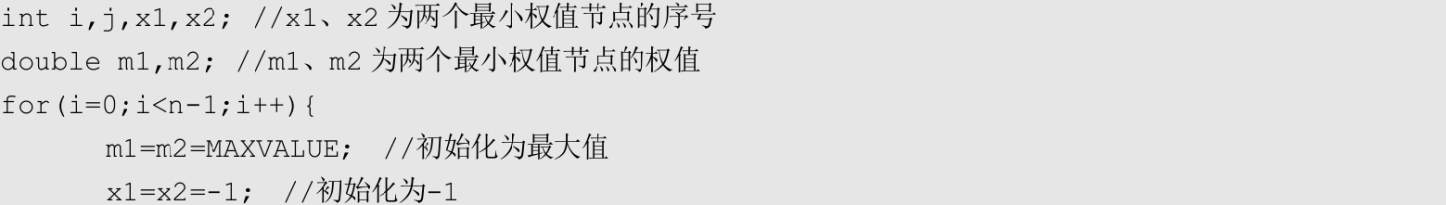 int i,j,x1,x2; //x1、x2 为两个最小权值节点的序号
double m1,m2; //m1、m2 为两个最小权值节点的权值
for(i=0;i<n-1;i++){
m1=m2=MAXVALUE; //初始化为最大值
x1=x2=-1; //初始化为-1